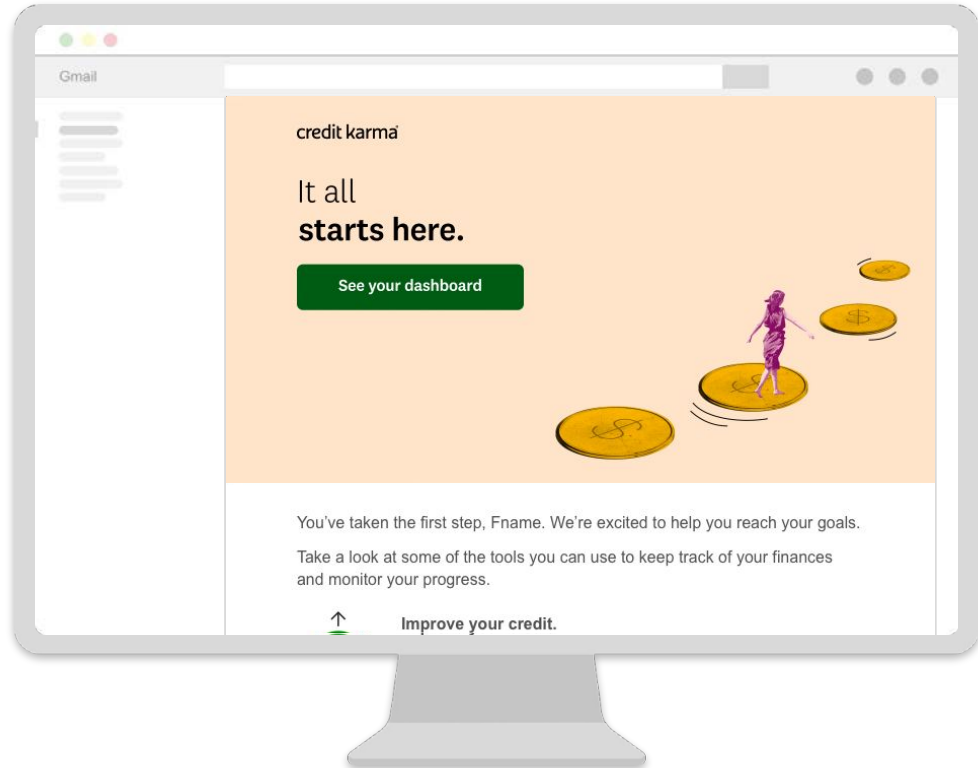 Gmail
credit karma
It all
starts here.
See your dashboard
You've taken the first step, Fname. We're excited to help you reach your goals.
Take a look at some of the tools you can use to keep track of your finances
and monitor your progress.
Improve your credit.